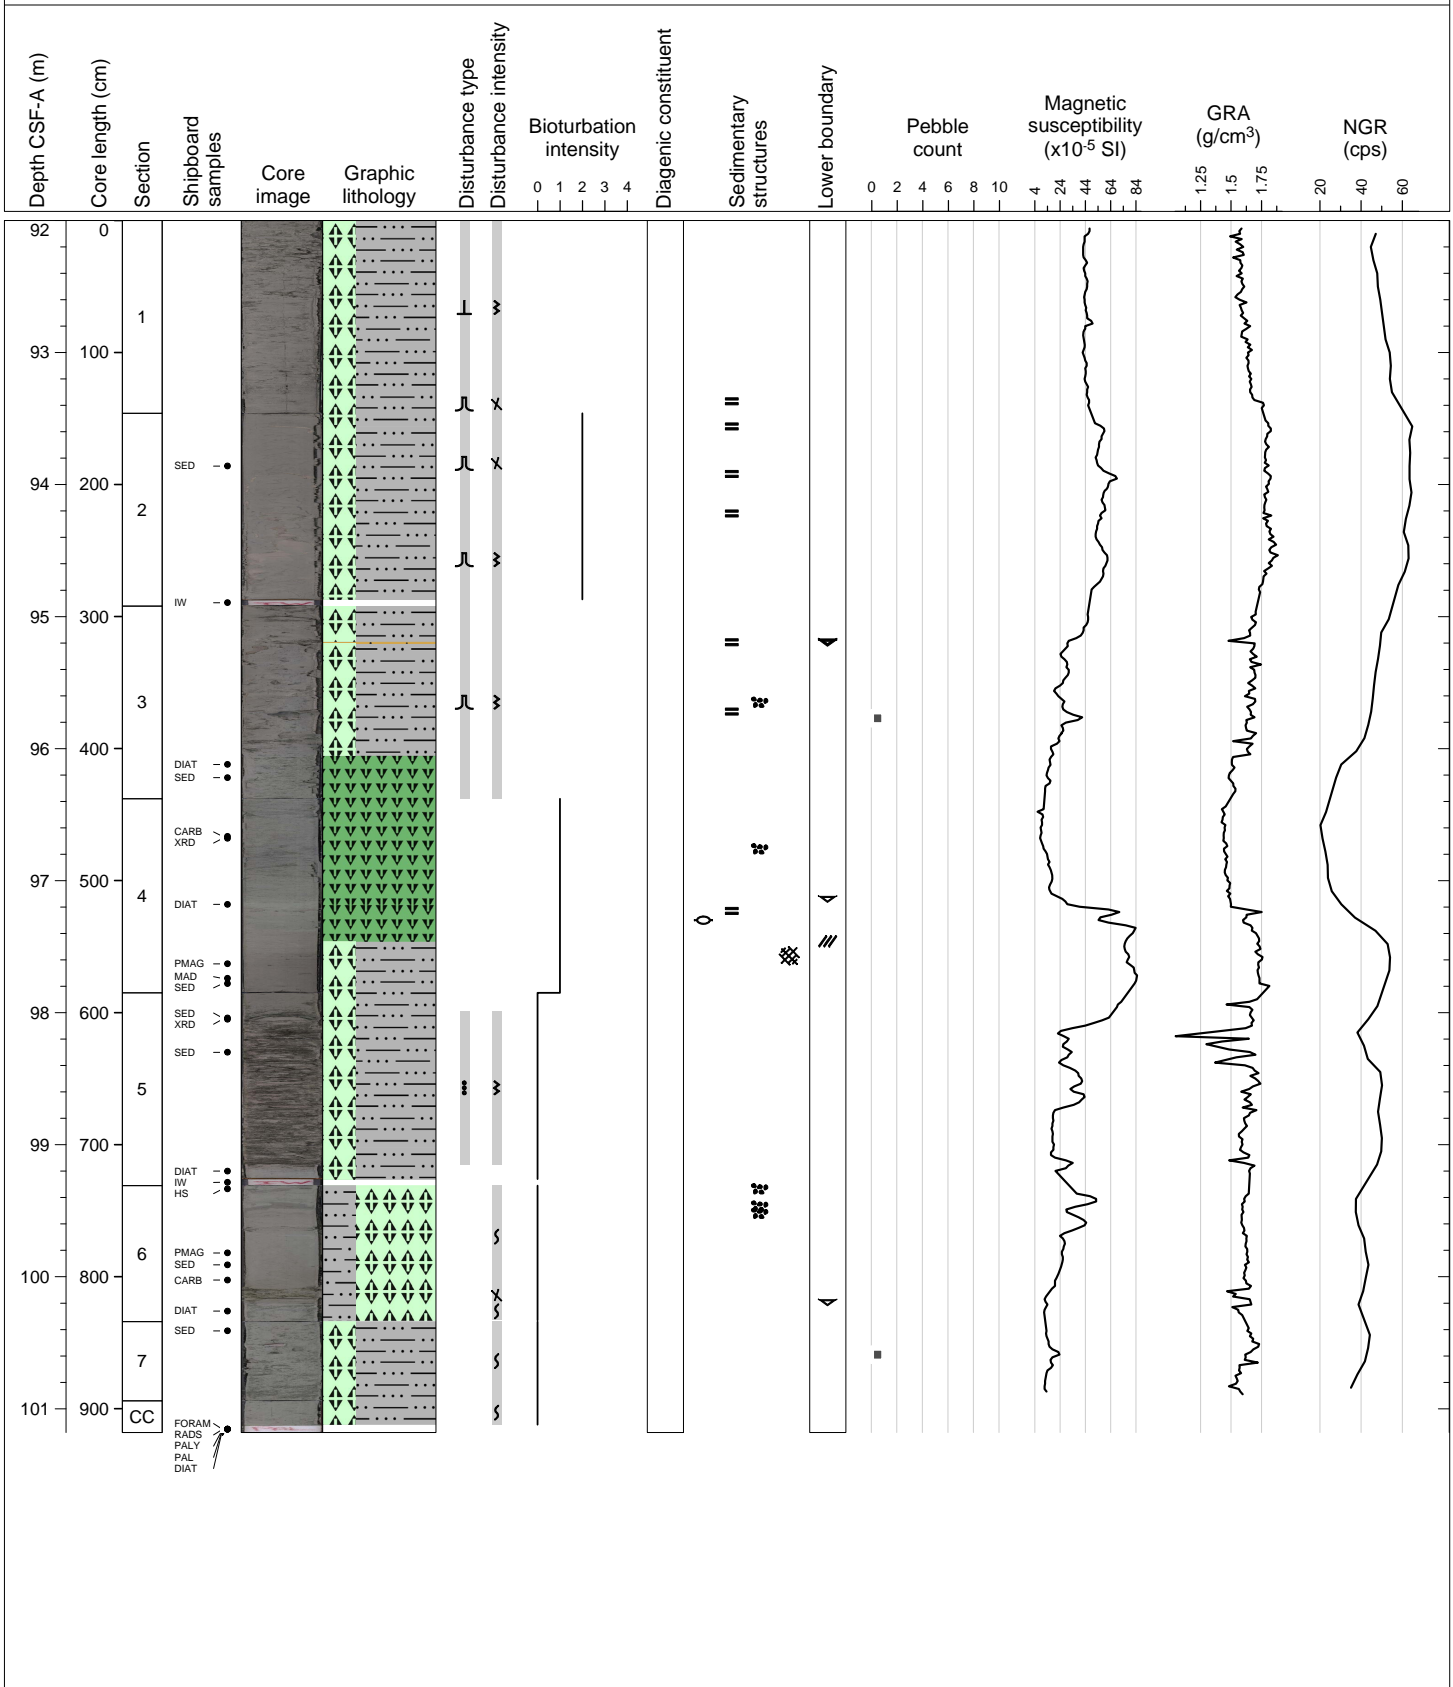 Depth CSF-A (m)
Core length (cm)
Section
Shipboard
samples
Core
image
Graphic
lithology
Disturbance type
Disturbance intensity
Bioturbation
intensity
0 1 2 3 4
Diagenic constituent
Sedimentary
structures
Lower boundary
Pebble
count
0 2 4 6 8 10
Magnetic
susceptibility
(x10-5 SI)
4 24 44 64 84
GRA
(g/cm3)
1.25 1.5 1.75
NGR
(cps)
20 40 60
92 0
1
93 100
SED
94 200
2
IW
95 300
3
96 400
DIAT
SED
CARB
XRD
97 500
4
DIAT
PMAG
MAD
SED
98 600
SED
XRD
SED
5
99 700
DIAT
IW
HS
6
PMAG
SED
100 800
CARB
DIAT
SED
7
101 900
CC
FORAM
RADS
PALY
PAL
DIAT